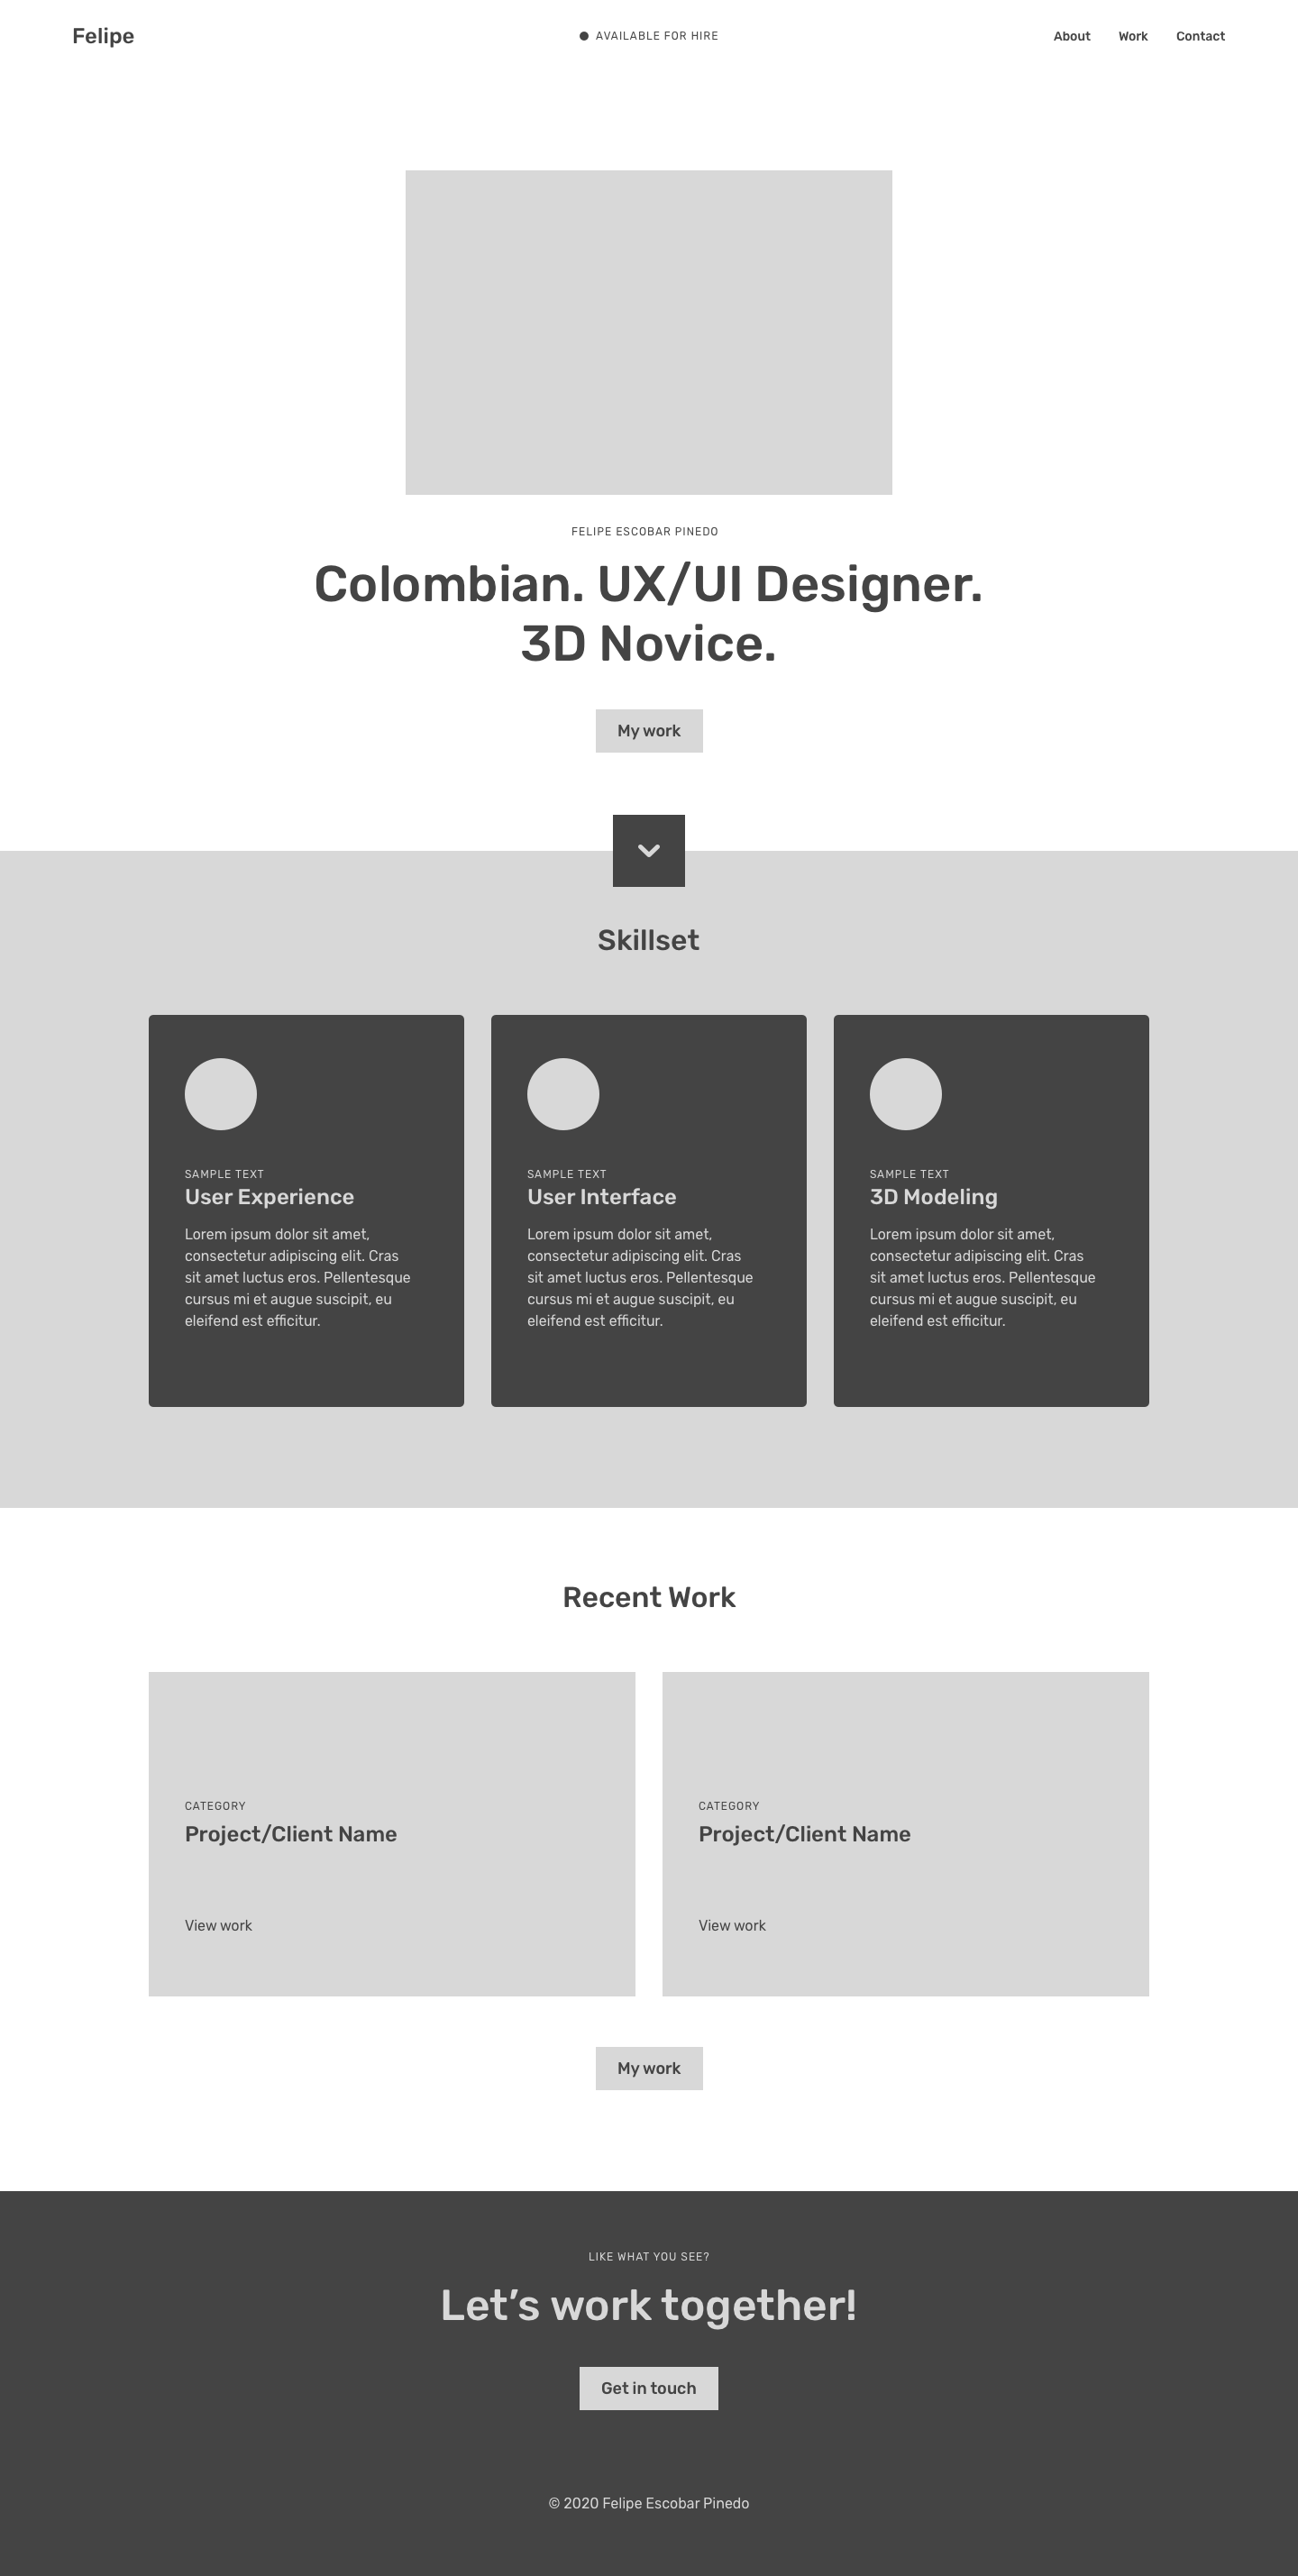 Felipe
AVAILABLE FOR HIRE
About Work Contact
FELIPE ESCOBAR PINEDO
Colombian. UX/UI Designer.
3D Novice.
My work
Skillset
SAMPLE TEXT
User Experience
Lorem ipsum dolor sit amet,
consectetur adipiscing elit. Cras
sit amet luctus eros. Pellentesque
cursus mi et augue suscipit, eu
eleifend est efficitur.
SAMPLE TEXT
User Interface
Lorem ipsum dolor sit amet,
consectetur adipiscing elit. Cras
sit amet luctus eros. Pellentesque
cursus mi et augue suscipit, eu
eleifend est efficitur.
SAMPLE TEXT
3D Modeling
Lorem ipsum dolor sit amet,
consectetur adipiscing elit. Cras
sit amet luctus eros. Pellentesque
cursus mi et augue suscipit, eu
eleifend est efficitur.
Recent Work
CATEGORY
Project/Client Name
View work
CATEGORY
Project/Client Name
View work
My work
LIKE WHAT YOU SEE?
Let’s work together!
Get in touch
© 2020 Felipe Escobar Pinedo